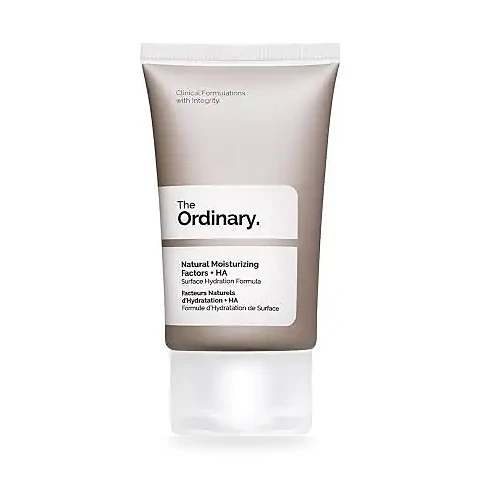 Clinical Formulations
with Integrity.
The
Ordinary.
Natural Moisturizing
Factors + HA
Surface Hydration Formula
Facteurs Naturels
d'Hydratation + HA
Formule d'Hydratation de Surface